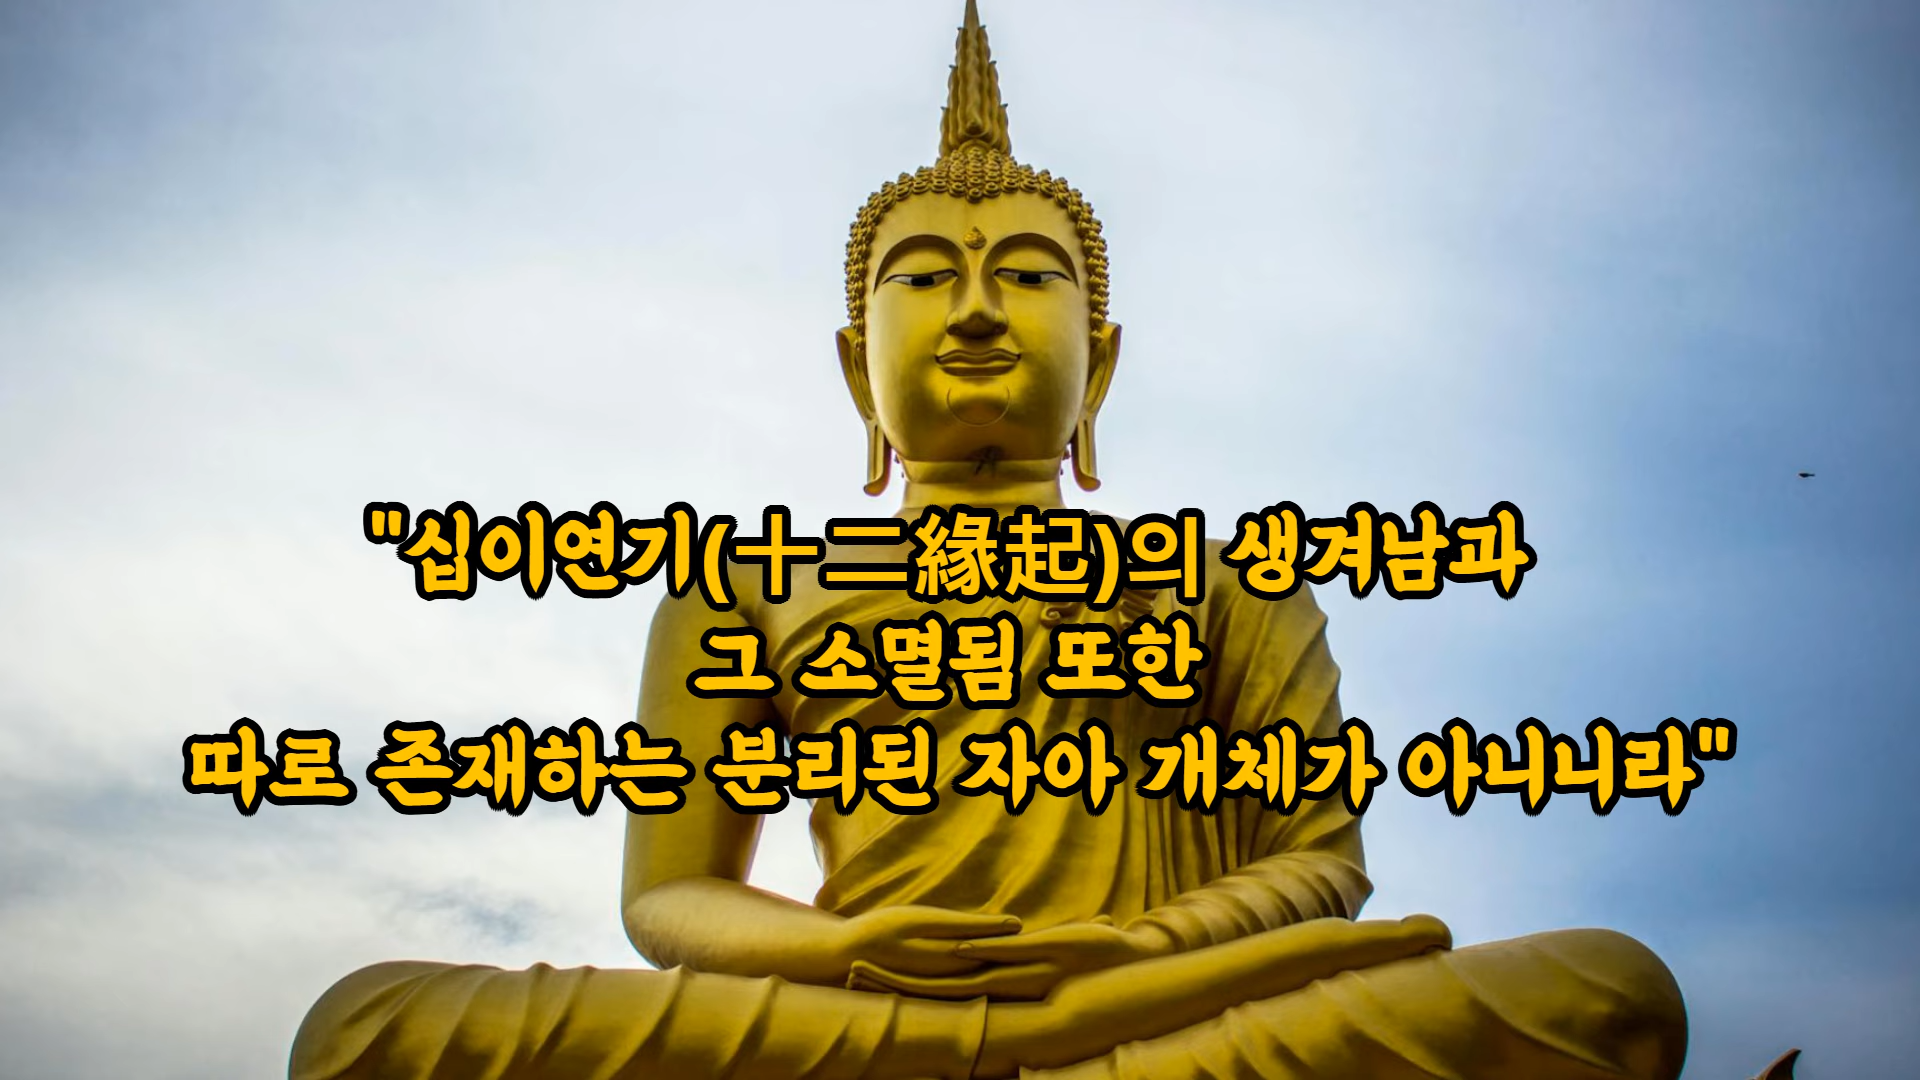 "십이연기(十二緣起)의 생겨남과
그 소멸됨 또한
따로 존재하는 분리된 자아 개체가 아니니라"